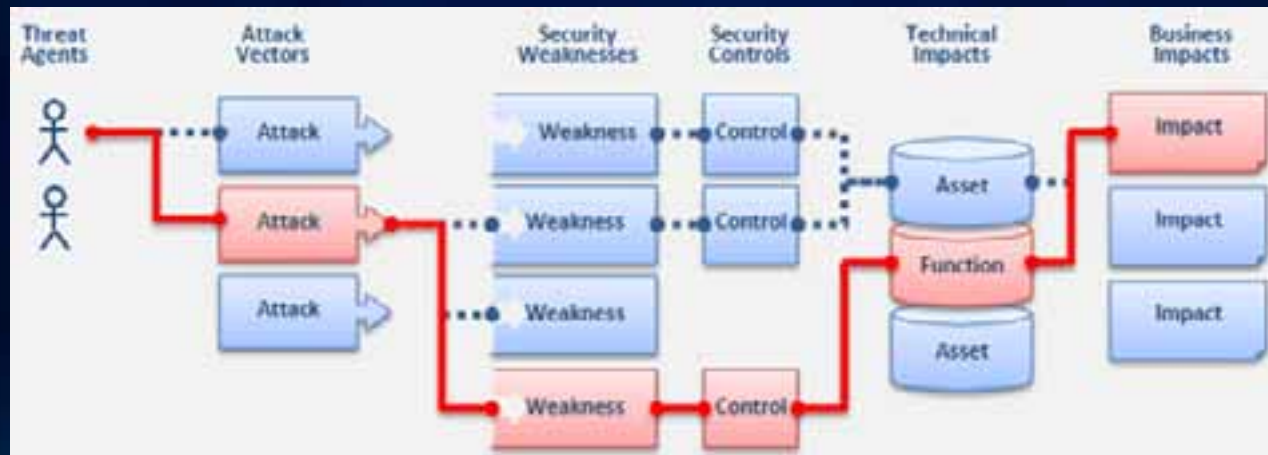 Threat
Agents
Attack
Vectors
Security
Weaknesses
Security
Controls
Technical
Impacts
Business
Impacts
Attack
Weakness
Control
Impact
Asset
Attack
Weakness
Control
Impact
Function
Attack
Weakness
Impact
Asset
Weakness
Control